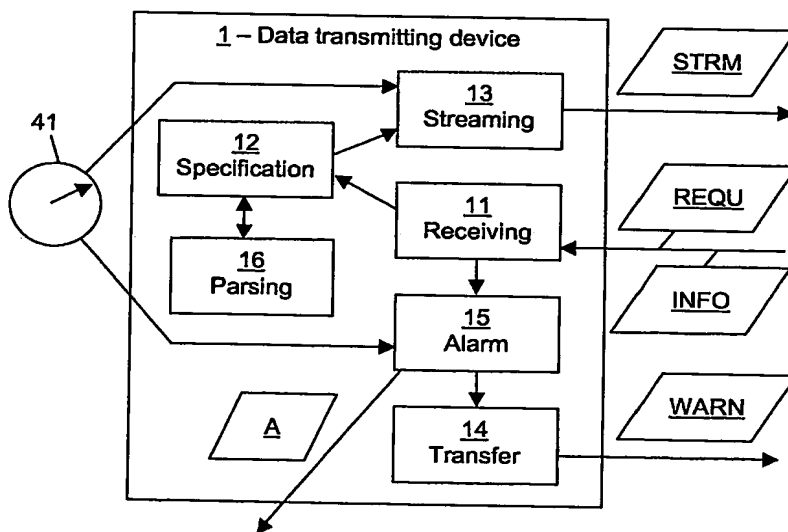 1 – Data transmitting device
STRM
13
Streaming
41
12
Specification
REQU
11
Receiving
16
Parsing
INFO
15
Alarm
WARN
A
14
Transfer